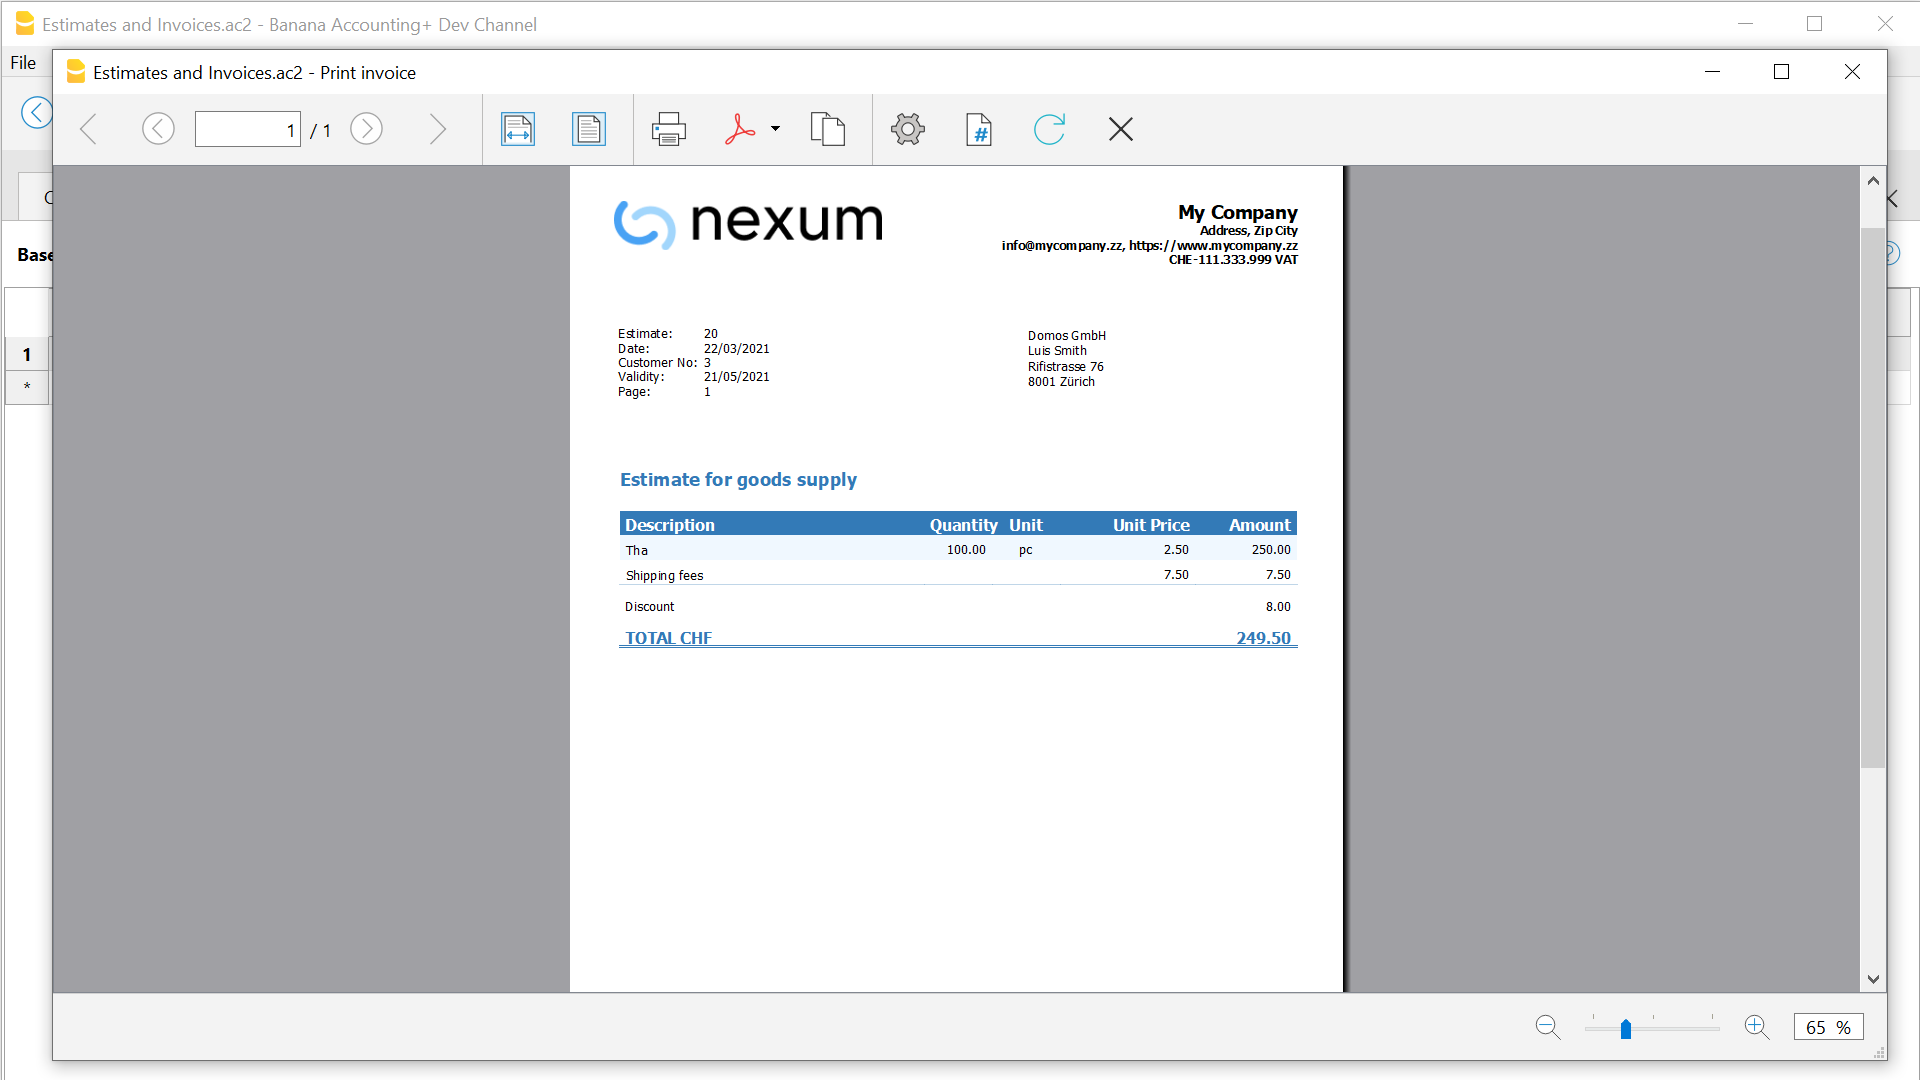 Estimates and Invoices.ac2 - Banana Accounting+ Dev Channel
File
Estimates and Invoices.ac2 - Print invoice
1 / 1
#
nexum
My Company
Address, Zip City
info@mycompany.zz, https://www.mycompany.zz
CHE-111.333.999 VAT
Base
?
1
*
Estimate: 20
Date: 22/03/2021
Customer No: 3
Validity: 21/05/2021
Page: 1
Domos GmbH
Luis Smith
Rifistrasse 76
8001 Zürich
Estimate for goods supply
Description Quantity Unit Unit Price Amount
Tha 100.00 pc 2.50 250.00
Shipping fees 7.50 7.50
Discount 8.00
TOTAL CHF 249.50
65 %